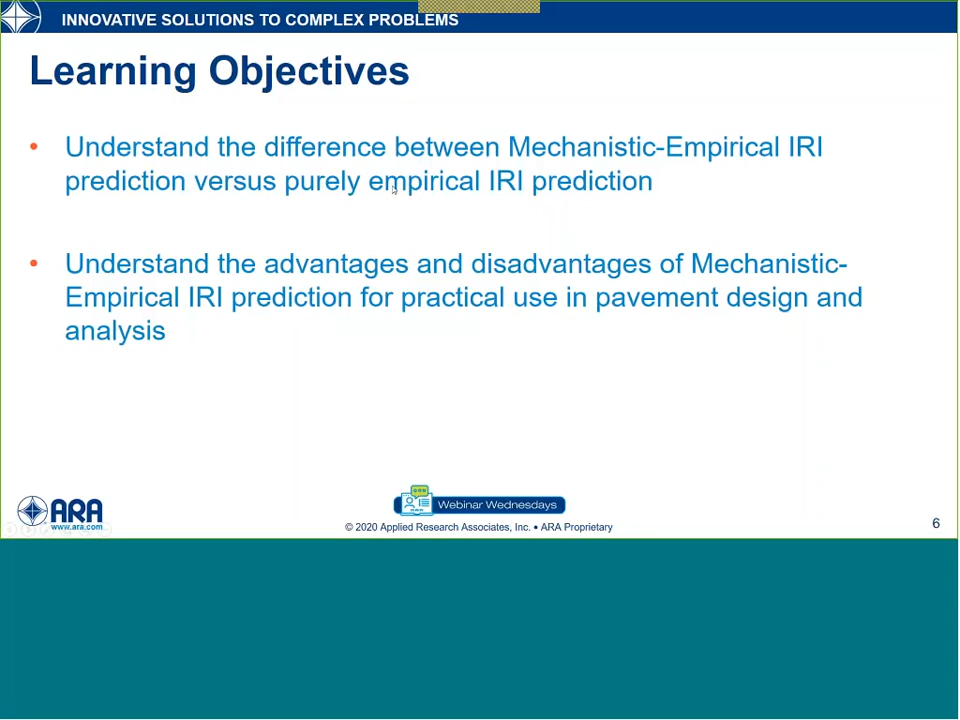 INNOVATIVE SOLUTIONS TO COMPLEX PROBLEMS
Learning Objectives
• Understand the difference between Mechanistic-Empirical IRI
prediction versus purely empirical IRI prediction
• Understand the advantages and disadvantages of Mechanistic-
Empirical IRI prediction for practical use in pavement design and
analysis
ARA
www.ara.com
Webinar Wednesdays
© 2020 Applied Research Associates, Inc. • ARA Proprietary
6